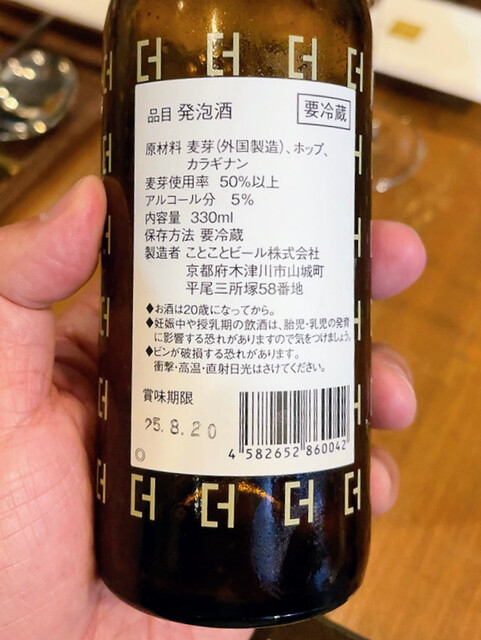 品目 発泡酒
要冷蔵
原材料 麦芽(外国製造)、ホップ、
カラギナン
麦芽使用率 50%以上
アルコール分 5%
内容量 330ml
保存方法 要冷蔵
製造者 ことことビール株式会社
京都府木津川市山城町
平尾三所塚58番地
◆お酒は20歳になってから。
◆妊娠中や授乳期の飲酒は、胎児・乳児の発育
に影響する恐れがありますので気をつけましょう。
◆ビンが破損する恐れがあります。
衝撃・高温・直射日光はさけてください。
賞味期限
25.8.20
4 582652 860042